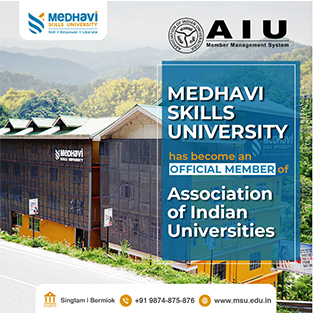 MEDHAVI
SKILLS UNIVERSITY
Skill • Empower • Liberate
AIU
Member Management System
MEDHAVI
SKILLS
UNIVERSITY
has become an
OFFICIAL MEMBER of
Association
of Indian
Universities
MEDHAVI
SKILLS UNIVERSITY
Singtam | Bermiok
+91 9874-875-876
www.msu.edu.in